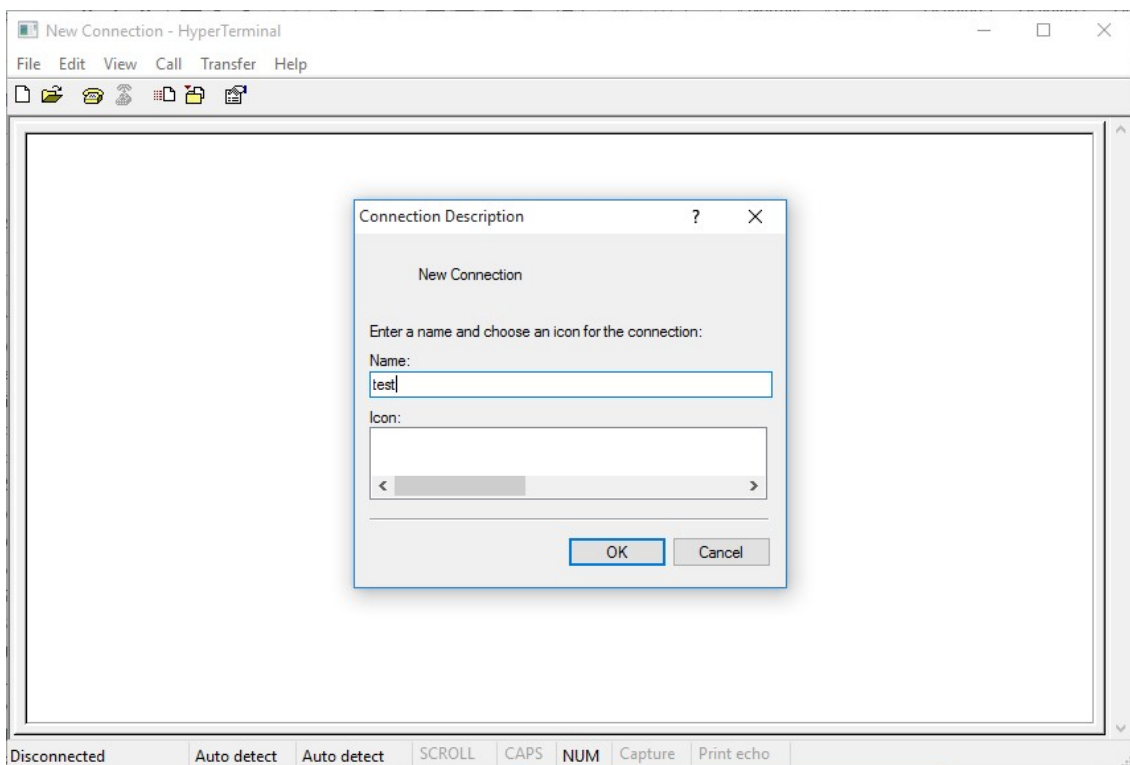 New Connection - HyperTerminal
File Edit View Call Transfer Help
Connection Description
New Connection
Enter a name and choose an icon for the connection:
Name:
test
Icon:
OK Cancel
Disconnected Auto detect Auto detect SCROLL CAPS NUM Capture Print echo